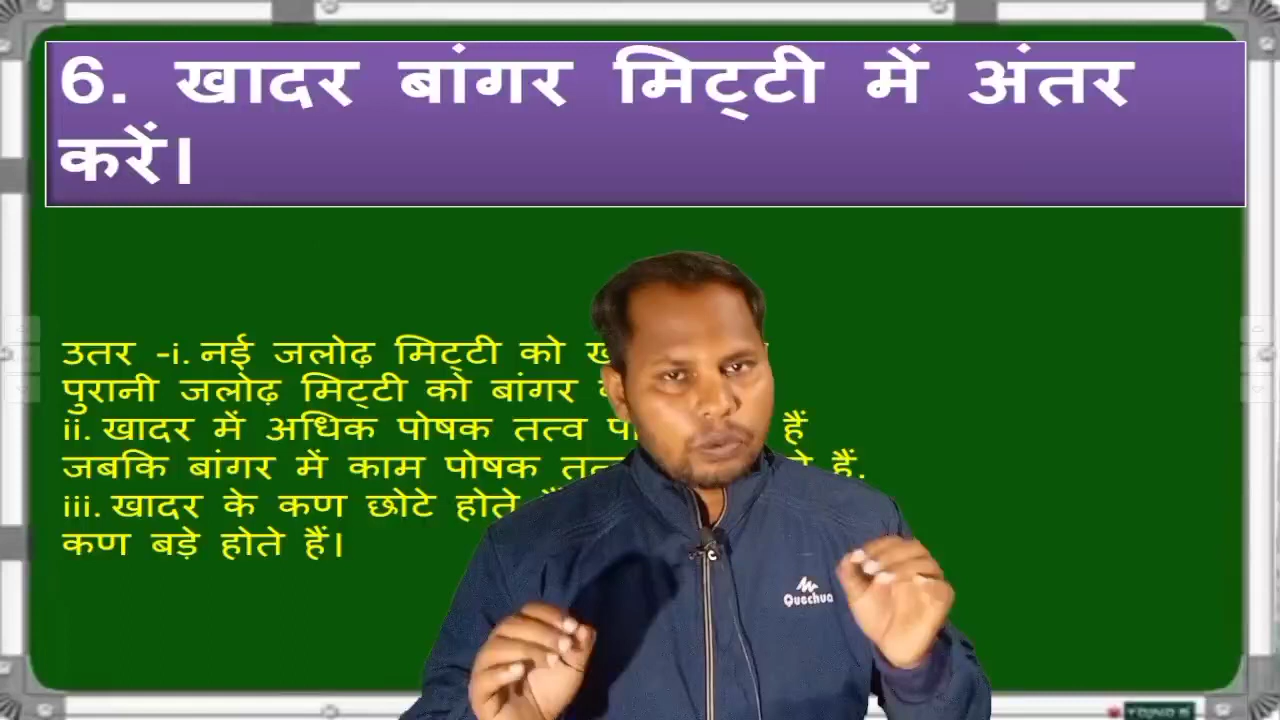 6. खादर बांगर मिट्टी में अंतर
करें।
उतर -i. नई जलोढ़ मिट्टी को
पुरानी जलोढ़ मिट्टी को बांगर
ii. खादर में अधिक पोषक तत्व हैं
जबकि बांगर में काम पोषक हैं.
iii. खादर के कण छोटे होते
कण बड़े होते हैं।
Quechua